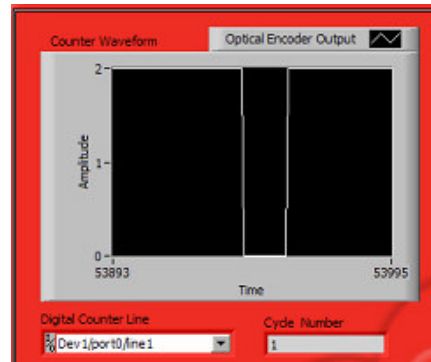 Counter Waveform
Optical Encoder Output
2
1
0
Amplitude
53893
53995
Time
Digital Counter Line
Cycle Number
Dev1/port0/line1
1